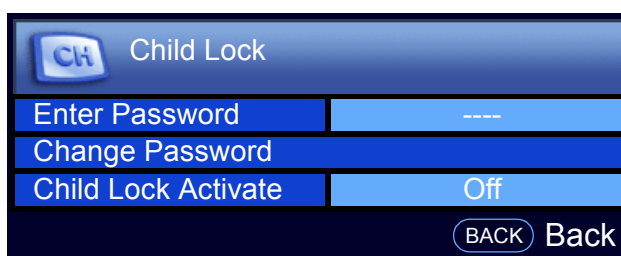 CH Child Lock
Enter Password ----
Change Password
Child Lock Activate Off
BACK Back